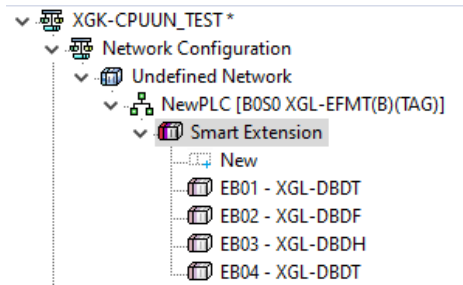 XGK-CPUUN_TEST *
Network Configuration
Undefined Network
NewPLC [B0S0 XGL-EFMT(B)(TAG)]
Smart Extension
New
EB01 - XGL-DBDT
EB02 - XGL-DBDF
EB03 - XGL-DBDH
EB04 - XGL-DBDT